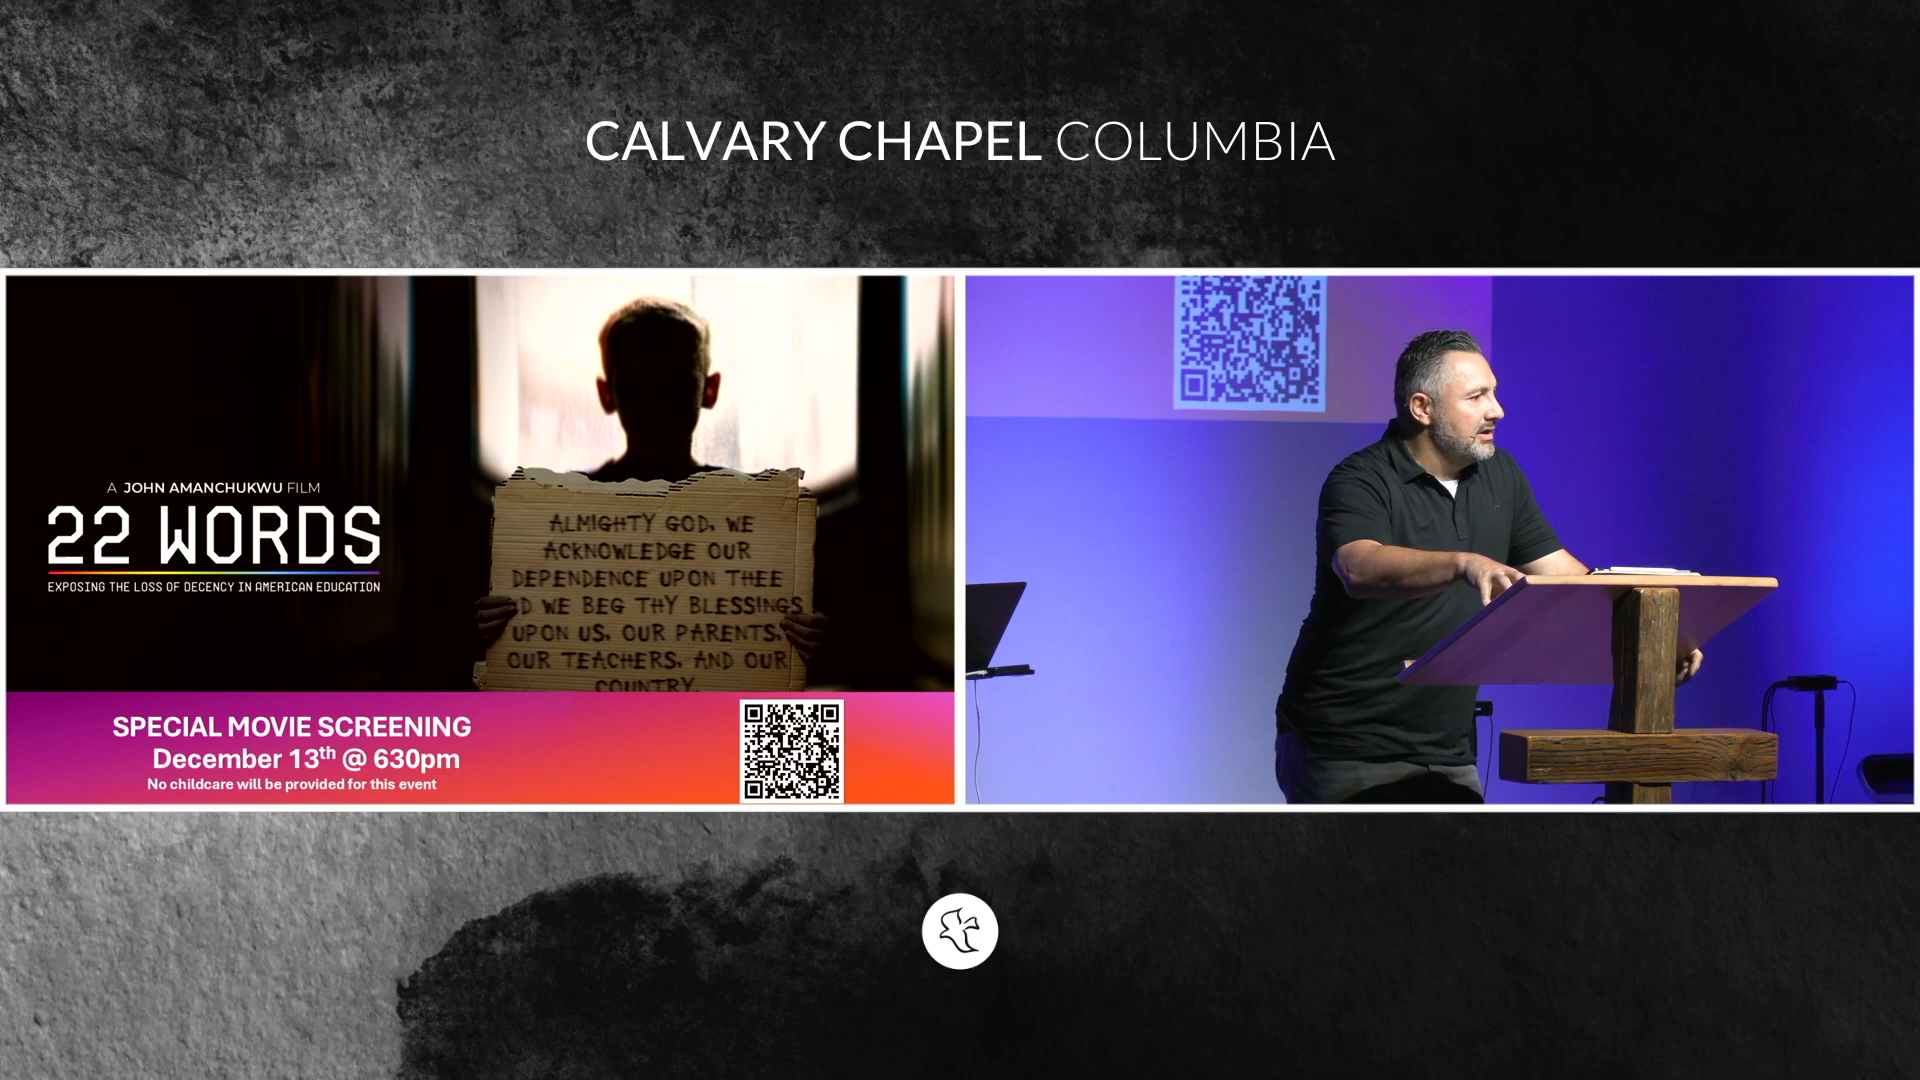 CALVARY CHAPEL COLUMBIA
A JOHN AMANCHUKWU FILM
22 WORDS
EXPOSING THE LOSS OF DECENCY IN AMERICAN EDUCATION
ALMIGHTY GOD, WE
ACKNOWLEDGE OUR
DEPENDENCE UPON THEE
D WE BEG THY BLESSINGS
UPON US, OUR PARENTS,
OUR TEACHERS, AND OUR
COUNTRY.
SPECIAL MOVIE SCREENING
December 13th @ 630pm
No childcare will be provided for this event